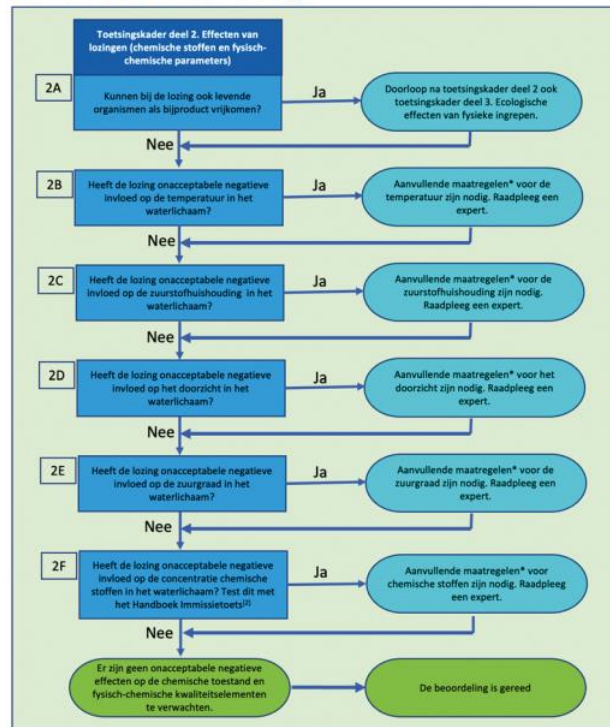 Toetsingskader deel 2. Effecten van
lozingen (chemische stoffen en fysisch-
chemische parameters)
2A
Kunnen bij de lozing ook levende
organismen als bijproduct vrijkomen?
Ja
Doorloop na toetsingskader deel 2 ook
toetsingskader deel 3. Ecologische
effecten van fysieke ingrepen.
Nee
2B
Heeft de lozing onacceptabele negatieve
invloed op de temperatuur in het
waterlichaam?
Ja
Aanvullende maatregelen* voor de
temperatuur zijn nodig. Raadpleeg een
expert.
Nee
2C
Heeft de lozing onacceptabele negatieve
invloed op de zuurstofhuishouding in het
waterlichaam?
Ja
Aanvullende maatregelen* voor de
zuurstofhuishouding zijn nodig.
Raadpleeg een expert.
Nee
2D
Heeft de lozing onacceptabele negatieve
invloed op het doorzicht in het
waterlichaam?
Ja
Aanvullende maatregelen* voor het
doorzicht zijn nodig. Raadpleeg een
expert.
Nee
2E
Heeft de lozing onacceptabele negatieve
invloed op de zuurgraad in het
waterlichaam?
Ja
Aanvullende maatregelen* voor de
zuurgraad zijn nodig. Raadpleeg een
expert.
Nee
2F
Heeft de lozing onacceptabele negatieve
invloed op de concentratie chemische
stoffen in het waterlichaam? Test dit met
het Handboek Immissietoets[2]
Ja
Aanvullende maatregelen* voor
chemische stoffen zijn nodig. Raadpleeg
een expert.
Nee
Er zijn geen onacceptabele negatieve
effecten op de chemische toestand en
fysisch-chemische kwaliteitselementen
te verwachten.
De beoordeling is gereed